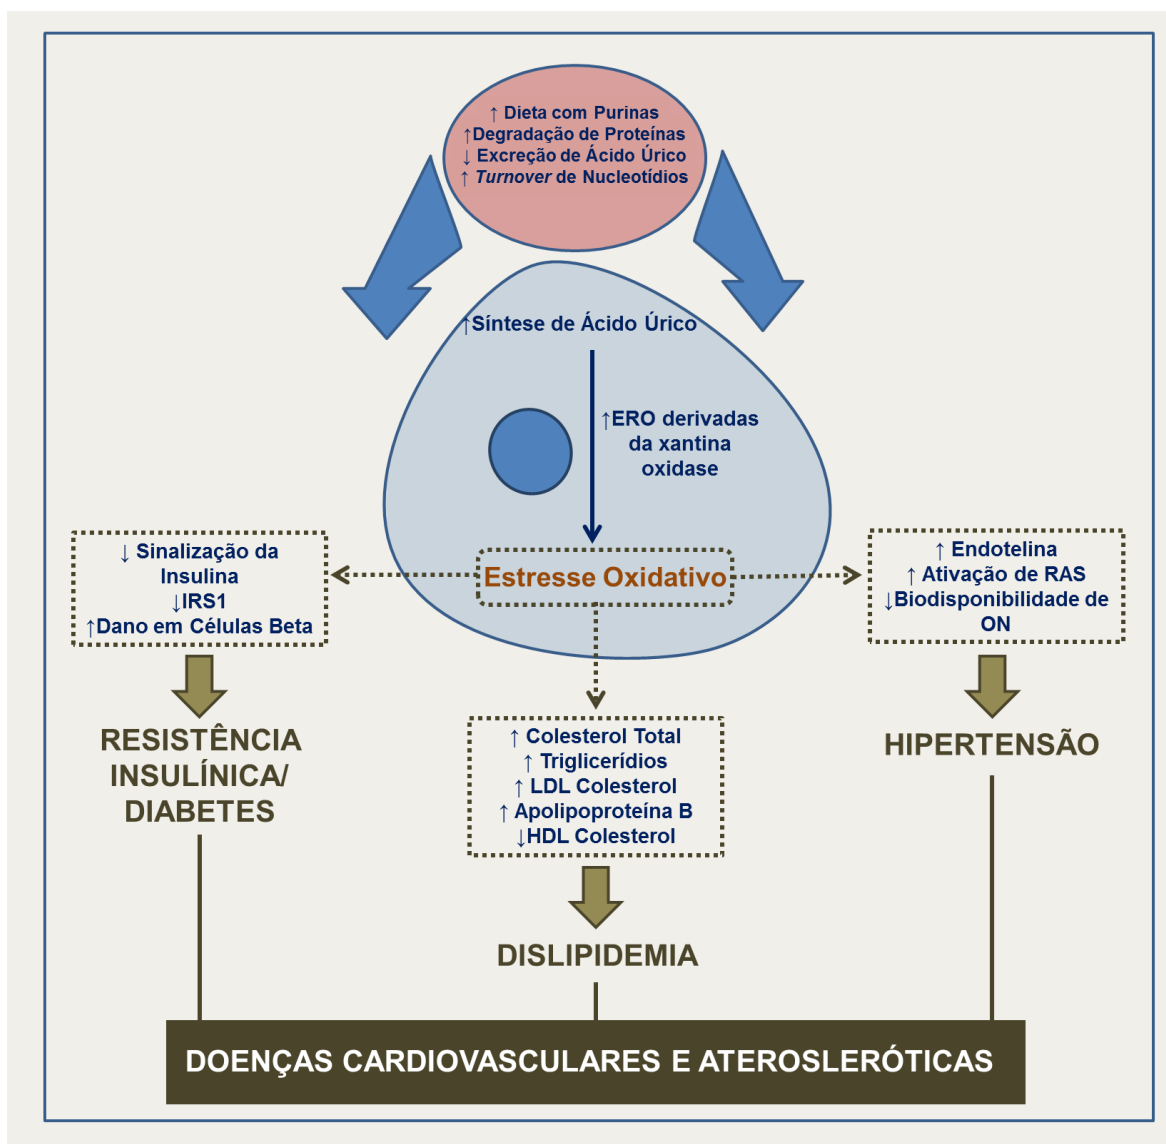 ↑ Dieta com Purinas
↑Degradação de Proteínas
↓ Excreção de Ácido Úrico
↑ Turnover de Nucleotídios
↑Síntese de Ácido Úrico
↑ERO derivadas
da xantina
oxidase
Estresse Oxidativo
↓ Sinalização da
Insulina
↓IRS1
↑Dano em Células Beta
↑ Endotelina
↑ Ativação de RAS
↓Biodisponibilidade de
ON
RESISTÊNCIA
INSULÍNICA/
DIABETES
↑ Colesterol Total
↑ Triglicerídios
↑ LDL Colesterol
↑ Apolipoproteína B
↓HDL Colesterol
HIPERTENSÃO
DISLIPIDEMIA
DOENÇAS CARDIOVASCULARES E ATEROSLERÓTICAS